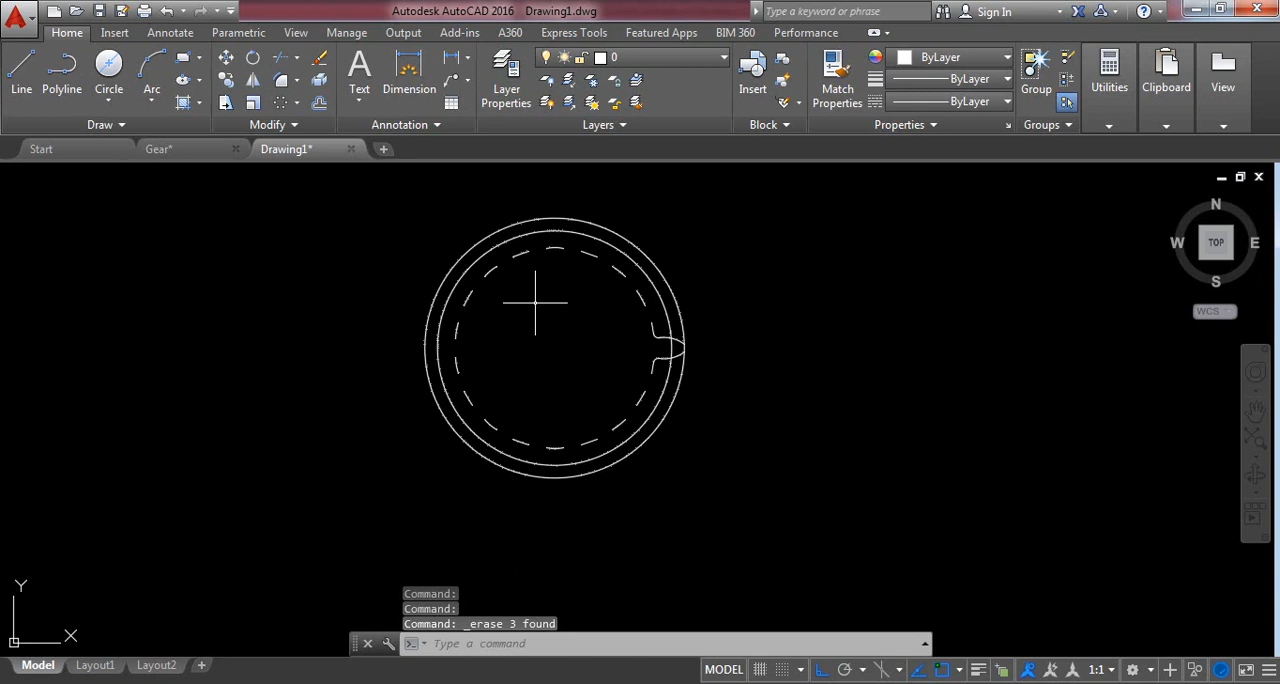 Autodesk AutoCAD 2016 Drawing1.dwg
Type a keyword or phrase
Sign In
Home Insert Annotate Parametric View Manage Output Add-ins A360 Express Tools Featured Apps BIM 360 Performance
Line Polyline Circle Arc
Text Dimension
Layer Properties
0
Insert
Match Properties
ByLayer
ByLayer
ByLayer
Group
Utilities
Clipboard
View
Draw Modify Annotation Layers Block Properties Groups
Start Gear* Drawing1*
N
W TOP E
S
WCS
Y
X
Command:
Command:
Command: _erase 3 found
Type a command
Model Layout1 Layout2
MODEL 1:1